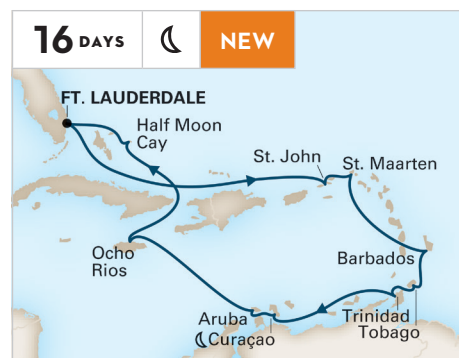 16 DAYS
NEW
FT. LAUDERDALE
Half Moon
Cay
St. John
St. Maarten
Ocho
Rios
Barbados
Aruba
Curaçao
Trinidad
Tobago